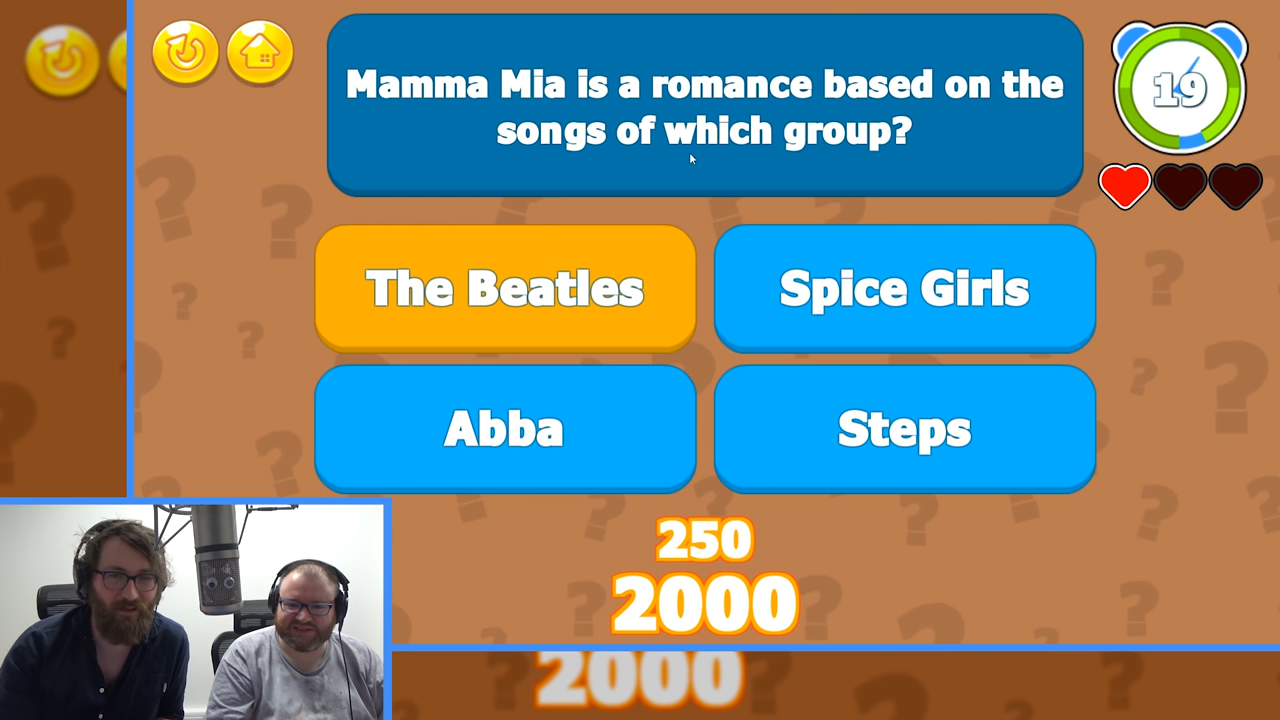 Mamma Mia is a romance based on the
songs of which group?
19
The Beatles
Spice Girls
Abba
Steps
250
2000
2000